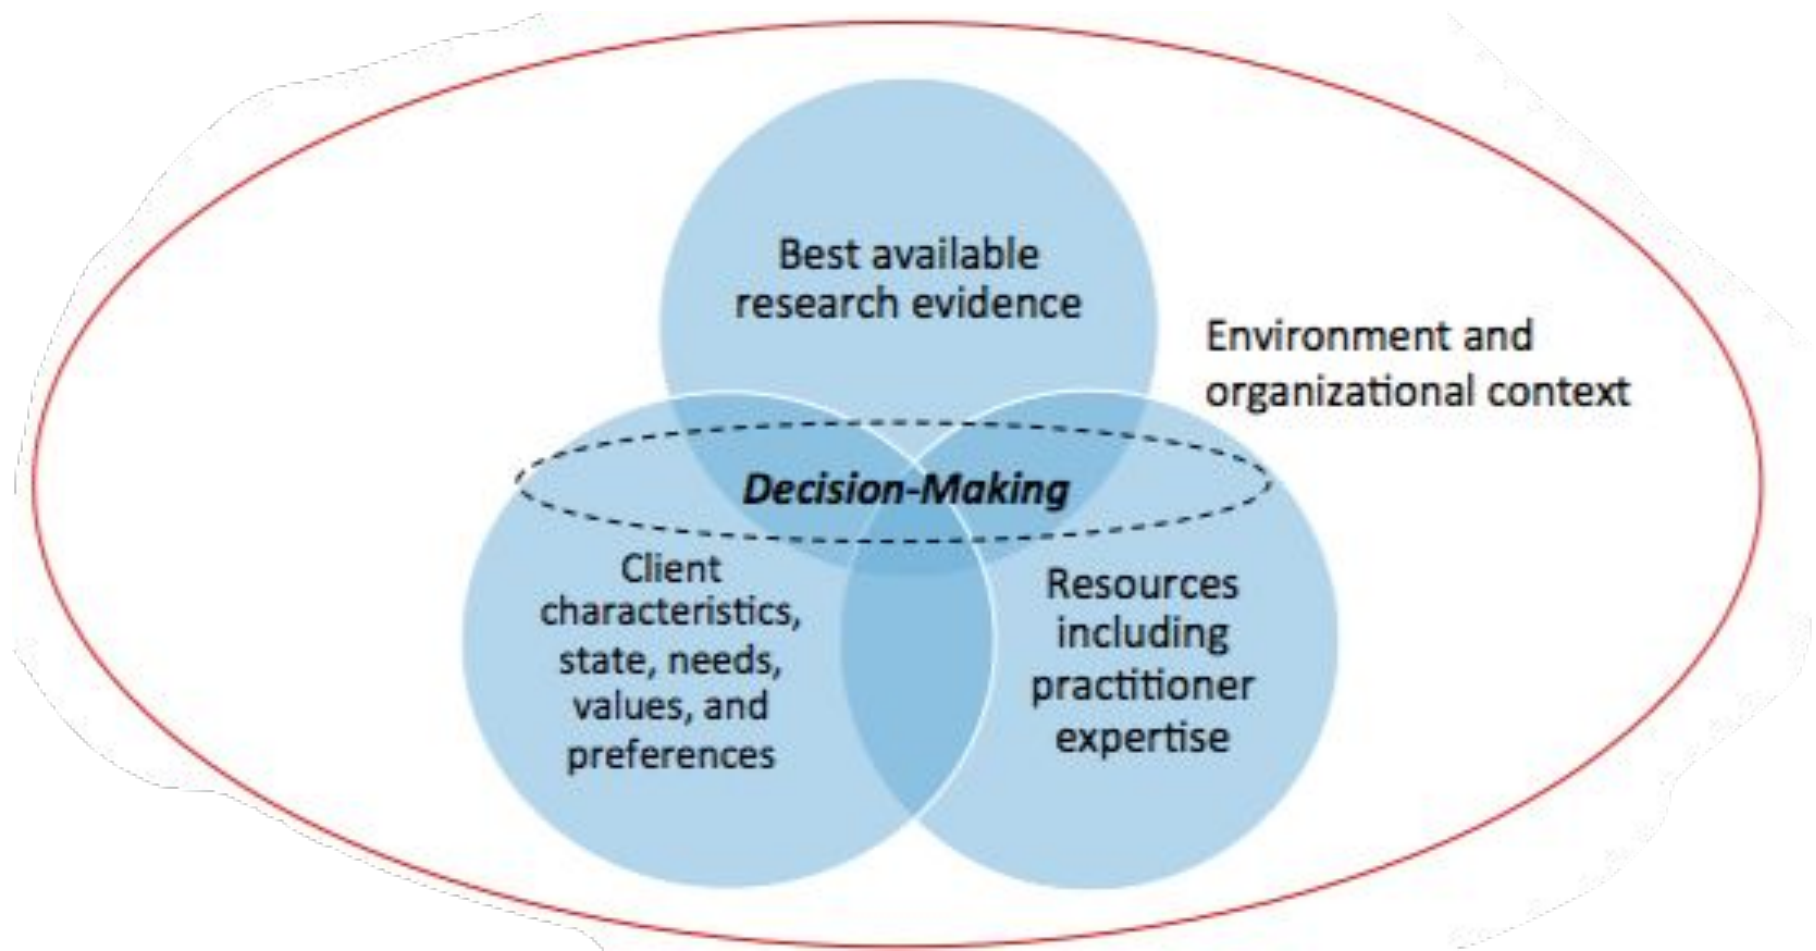 Best available
research evidence
Environment and
organizational context
Decision-Making
Client
characteristics,
state, needs,
values, and
preferences
Resources
including
practitioner
expertise